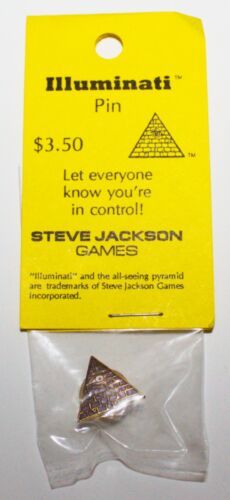 Illuminati™
Pin
$3.50
™
Let everyone
know you're
in control!
STEVE JACKSON
GAMES
"Illuminati" and the all-seeing pyramid
are trademarks of Steve Jackson Games
incorporated.